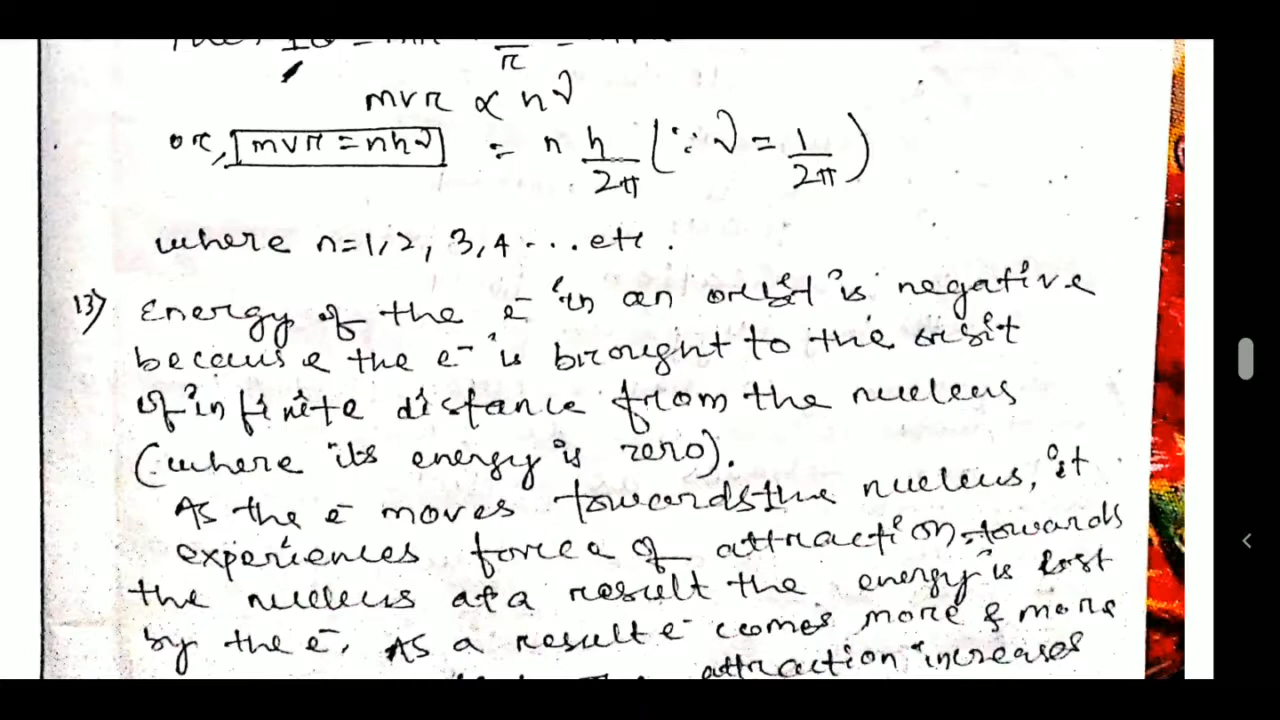 mvr ∝ nν
or, mvr = nhν = n h/2π (∵ ν = 1/2π)
where n=1,2, 3,4 ... etc.
13) Energy of the e⁻ in an orbit is negative
because the e⁻ is brought to the orbit
of infinite distance from the nucleus
(where its energy is zero).
As the e⁻ moves towards the nucleus, it
experiences force of attraction towards
the nucleus as a result the energy is lost
by the e⁻. As a result e⁻ comes more & more
attraction increases